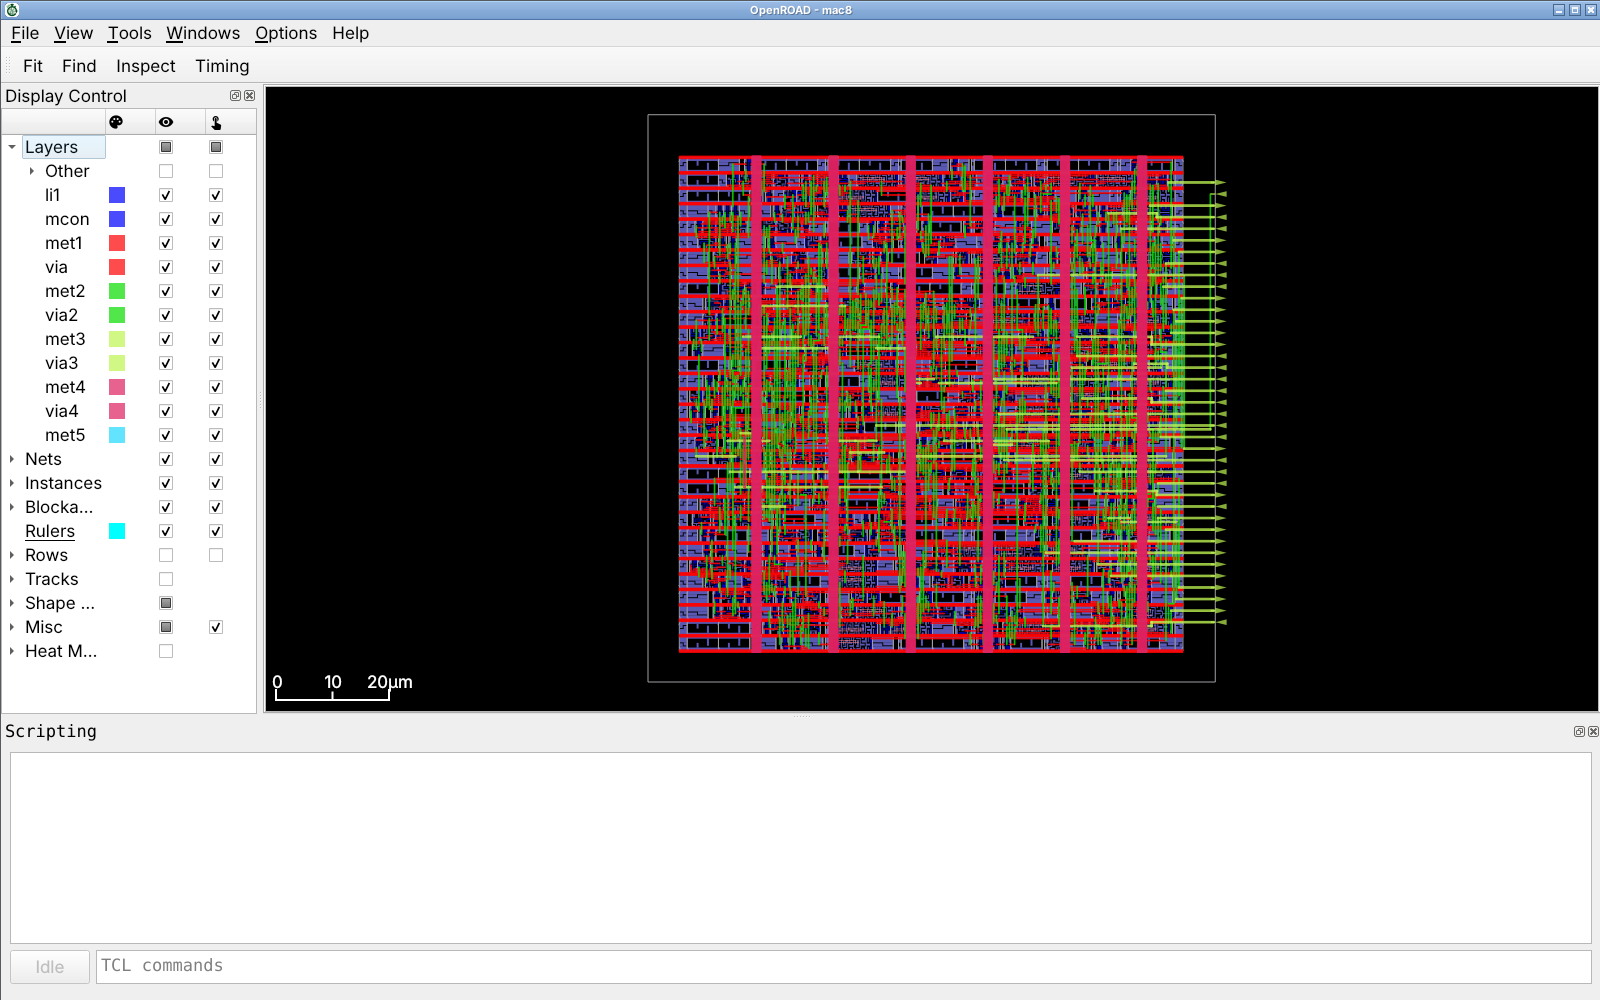 OpenROAD - mac8
File View Tools Windows Options Help
Fit Find Inspect Timing
Display Control
Layers
Other
li1
mcon
met1
via
met2
via2
met3
via3
met4
via4
met5
Nets
Instances
Blocka...
Rulers
Rows
Tracks
Shape ...
Misc
Heat M...
0 10 20μm
Scripting
Idle TCL commands